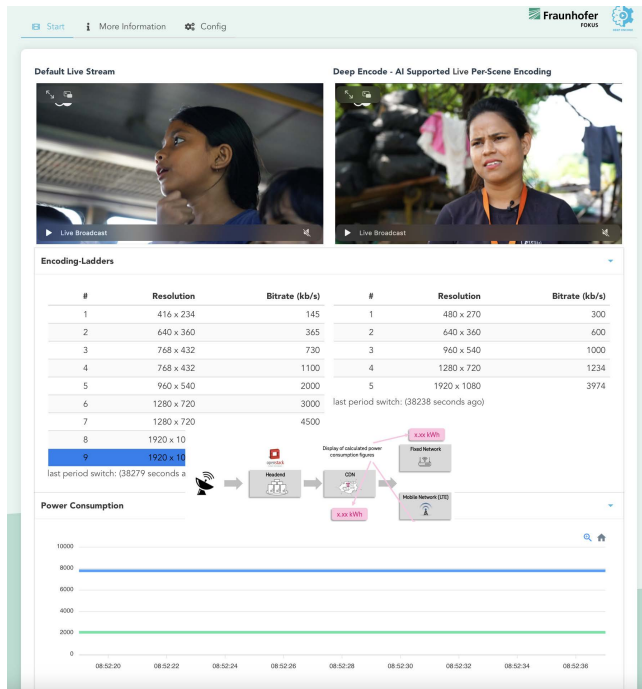 Start
More Information
Config
Fraunhofer
FOKUS
Default Live Stream
Deep Encode - AI Supported Live Per-Scene Encoding
Live Broadcast
Live Broadcast
Encoding-Ladders
# Resolution Bitrate (kb/s)
1 416 x 234 145
2 640 x 360 365
3 768 x 432 730
4 768 x 432 1100
5 960 x 540 2000
6 1280 x 720 3000
7 1280 x 720 4500
8 1920 x 10
9 1920 x 10
last period switch: (38279 seconds a
# Resolution Bitrate (kb/s)
1 480 x 270 300
2 640 x 360 600
3 960 x 540 1000
4 1280 x 720 1234
5 1920 x 1080 3974
last period switch: (38238 seconds ago)
openstack
Headend
Display of calculated power
consumption figures
CDN
x.xx kWh
x.xx kWh
Fixed Network
Mobile Network (LTE)
Power Consumption
10000
8000
6000
4000
2000
0
08:52:20 08:52:22 08:52:24 08:52:26 08:52:28 08:52:30 08:52:32 08:52:34 08:52:36